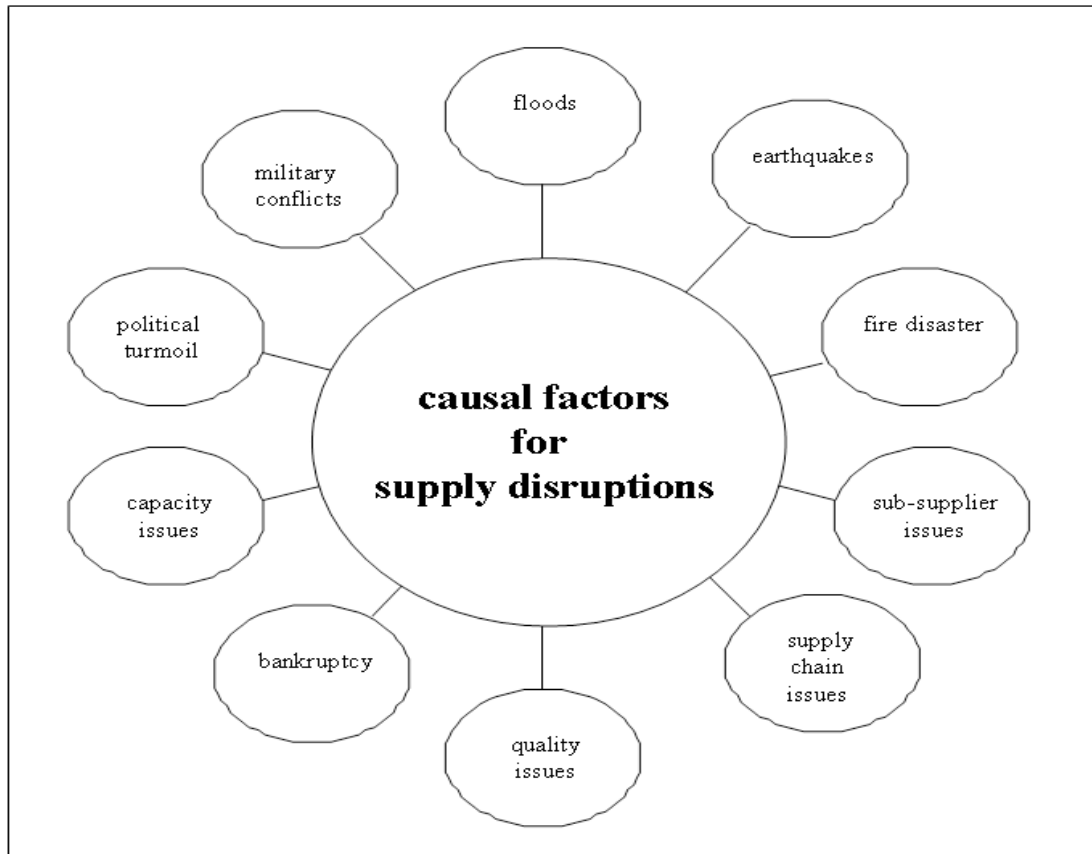 floods
earthquakes
fire disaster
sub-supplier
issues
supply
chain
issues
quality
issues
bankruptcy
capacity
issues
political
turmoil
military
conflicts
causal factors
for
supply disruptions